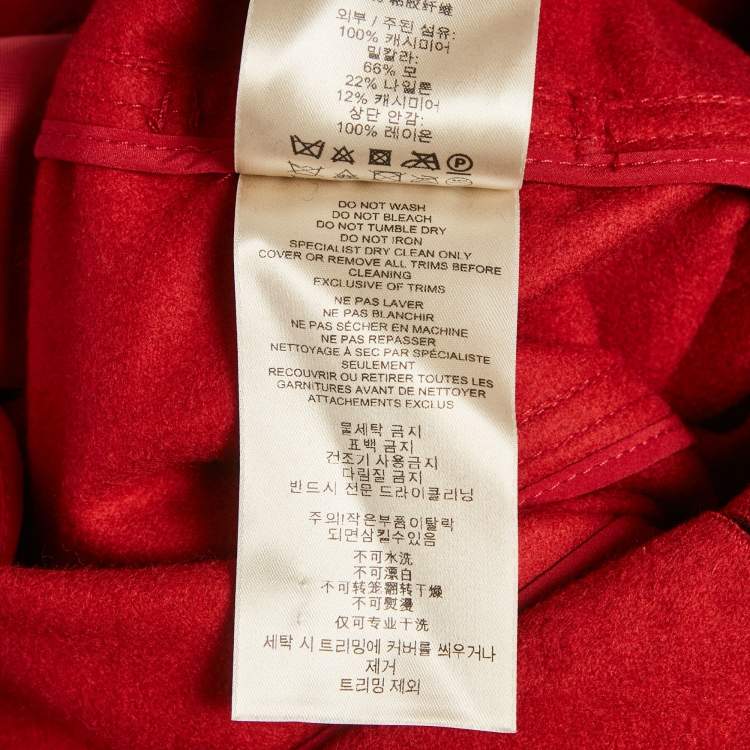 粘胶纤维
외부 / 주된 섬유:
100% 캐시미어
밑칼라:
66% 모
22% 나일론
12% 캐시미어
상단 안감:
100% 레이온
P
DO NOT WASH
DO NOT BLEACH
DO NOT TUMBLE DRY
DO NOT IRON
SPECIALIST DRY CLEAN ONLY
COVER OR REMOVE ALL TRIMS BEFORE
CLEANING
EXCLUSIVE OF TRIMS
NE PAS LAVER
NE PAS BLANCHIR
NE PAS SÉCHER EN MACHINE
NE PAS REPASSER
NETTOYAGE À SEC PAR SPÉCIALISTE
SEULEMENT
RECOUVRIR OU RETIRER TOUTES LES
GARNITURES AVANT DE NETTOYER
ATTACHEMENTS EXCLUS
물세탁 금지
표백 금지
건조기 사용금지
다림질 금지
반드시 전문 드라이클리닝
주의!작은부품이탈락
되면삼킬수있음
不可水洗
不可漂白
不可转笼翻转干燥
不可熨烫
仅可专业干洗
세탁 시 트리밍에 커버를 씌우거나
제거
트리밍 제외